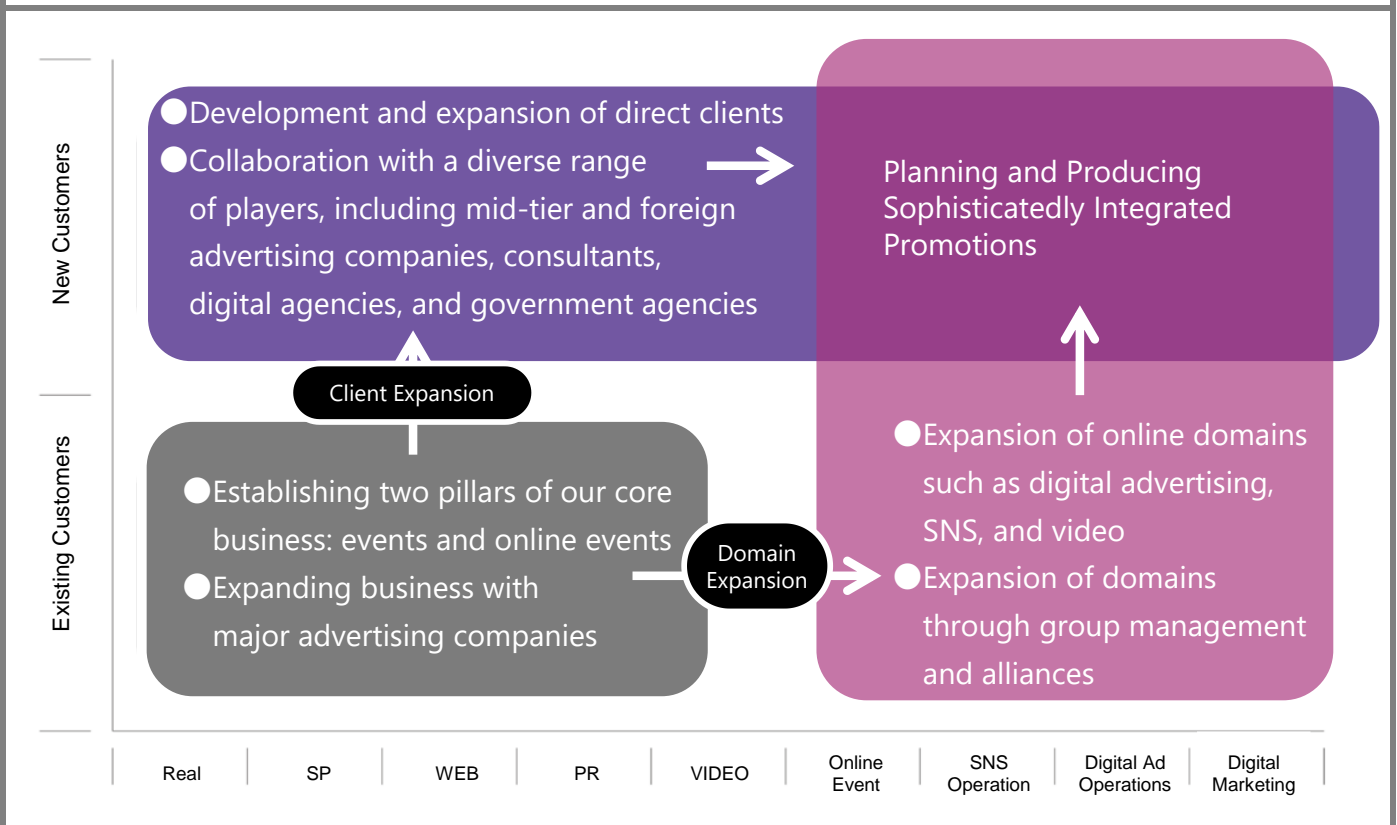 New Customers
●Development and expansion of direct clients
●Collaboration with a diverse range
of players, including mid-tier and foreign
advertising companies, consultants,
digital agencies, and government agencies
Planning and Producing
Sophisticatedly Integrated
Promotions
Client Expansion
Existing Customers
●Establishing two pillars of our core
business: events and online events
●Expanding business with
major advertising companies
Domain
Expansion
●Expansion of online domains
such as digital advertising,
SNS, and video
●Expansion of domains
through group management
and alliances
Real
SP
WEB
PR
VIDEO
Online
Event
SNS
Operation
Digital Ad
Operations
Digital
Marketing